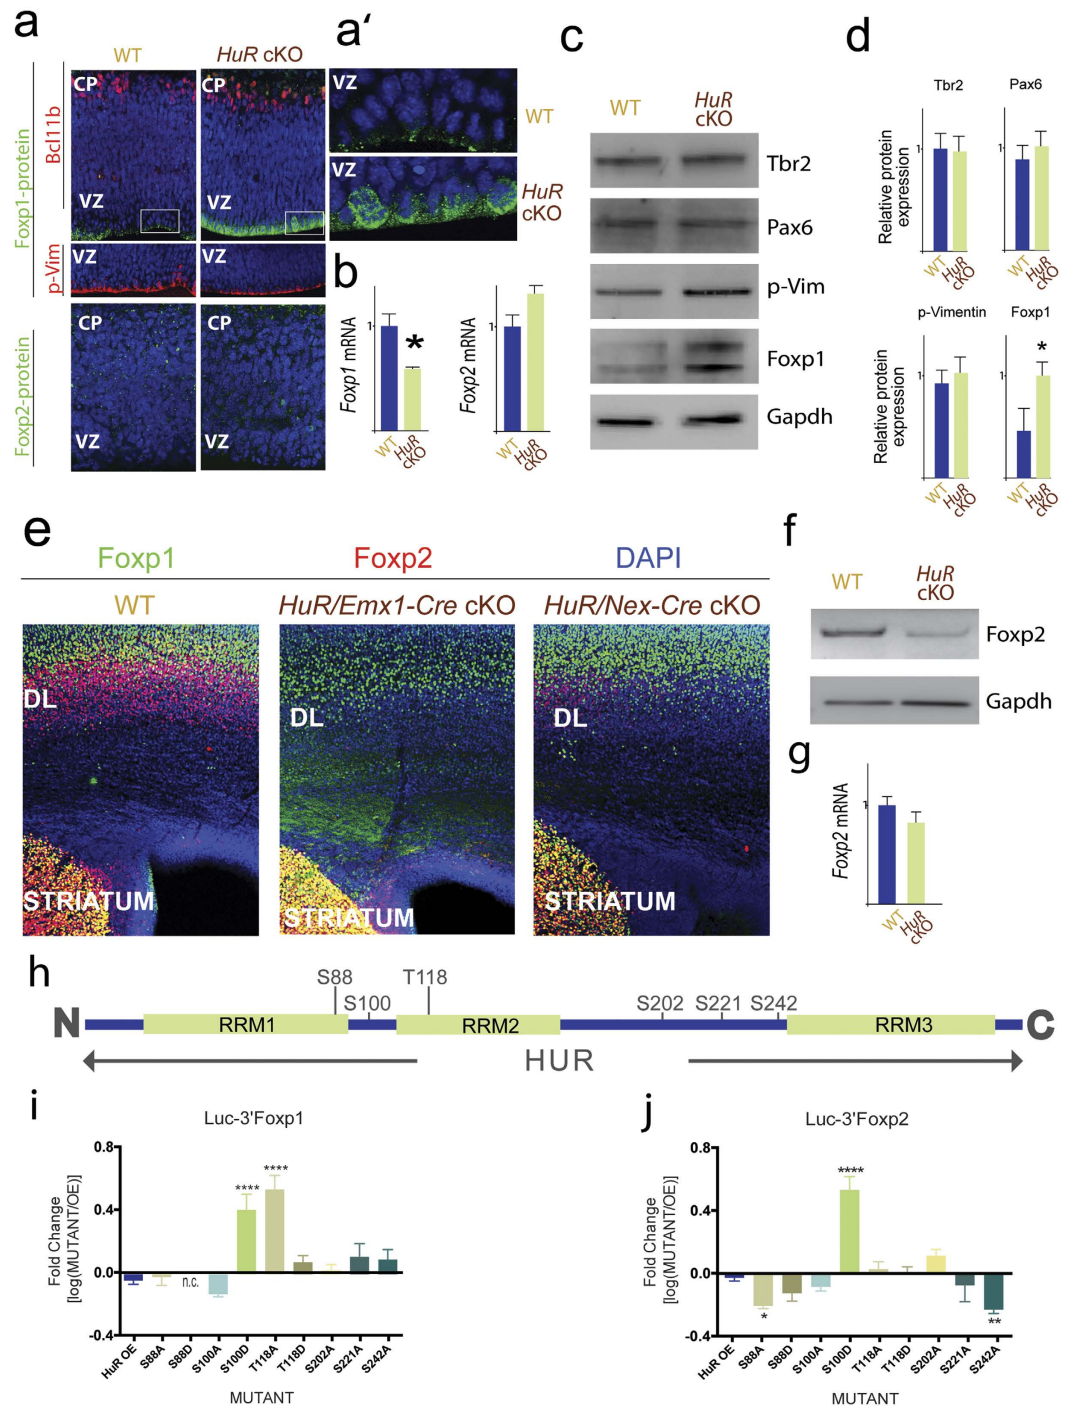 a
WT
HuR cKO
Foxp1-protein
Bcl11b
CP
CP
VZ
VZ
p-Vim
VZ
VZ
Foxp2-protein
CP
CP
VZ
VZ
a'
VZ
WT
VZ
HuR
cKO
b
Foxp1 mRNA
1
*
WT
HuR
cKO
Foxp2 mRNA
1
WT
HuR
cKO
c
WT
HuR
cKO
Tbr2
Pax6
p-Vim
Foxp1
Gapdh
d
Tbr2
Relative protein
expression
1
WT
HuR
cKO
Pax6
1
WT
HuR
cKO
p-Vimentin
Relative protein
expression
1
WT
HuR
cKO
Foxp1
*
1
WT
HuR
cKO
e
Foxp1
Foxp2
DAPI
WT
HuR/Emx1-Cre cKO
HuR/Nex-Cre cKO
DL
DL
DL
STRIATUM
STRIATUM
STRIATUM
f
WT
HuR
cKO
Foxp2
Gapdh
g
Foxp2 mRNA
1
WT
HuR
cKO
h
S88
T118
S100
S202
S221
S242
N
RRM1
RRM2
RRM3
C
HUR
i
Luc-3'Foxp1
Fold Change
[log(MUTANT/OE)]
0.8
0.4
0.0
-0.4
n.c.
****
****
HuR OE
S88A
S88D
S100A
S100D
T118A
T118D
S202A
S221A
S242A
MUTANT
j
Luc-3'Foxp2
Fold Change
[log(MUTANT/OE)]
0.8
0.4
0.0
-0.4
*
****
**
HuR OE
S88A
S88D
S100A
S100D
T118A
T118D
S202A
S221A
S242A
MUTANT